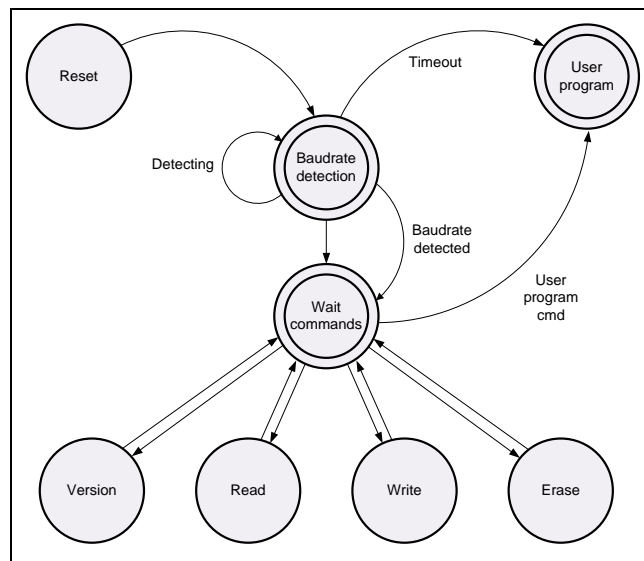 Reset
Timeout
User
program
Detecting
Baudrate
detection
Baudrate
detected
User
program
cmd
Wait
commands
Version
Read
Write
Erase